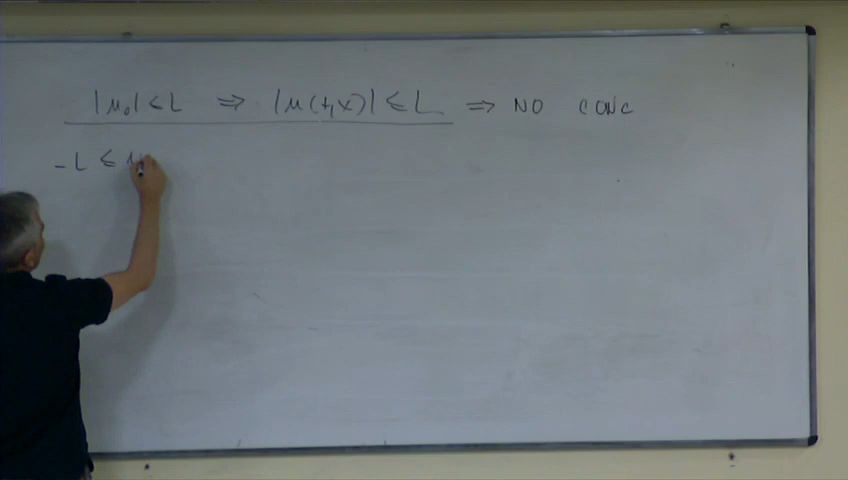 |u₀| ≤ L ⇒ |u(t,x)| ≤ L ⇒ NO CONC
- L ≤ u